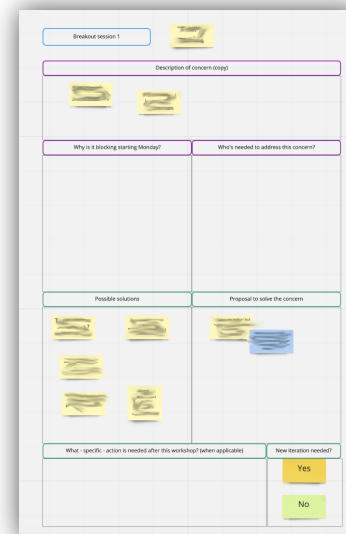 Breakout session 1
Description of concern (copy)
Why is it blocking starting Monday?
Who's needed to address this concern?
Possible solutions
Proposal to solve the concern
What - specific - action is needed after this workshop? (when applicable)
New iteration needed?
Yes
No